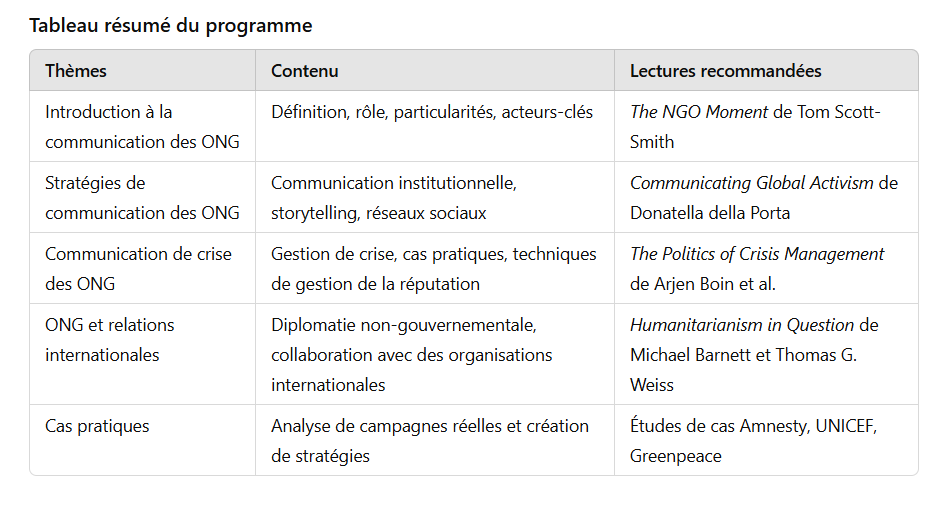 Tableau résumé du programme
Thèmes Contenu Lectures recommandées
Introduction à la
communication des ONG
Définition, rôle, particularités, acteurs-clés
The NGO Moment de Tom Scott-
Smith
Stratégies de
communication des ONG
Communication institutionnelle,
storytelling, réseaux sociaux
Communicating Global Activism de
Donatella della Porta
Communication de crise
des ONG
Gestion de crise, cas pratiques, techniques
de gestion de la réputation
The Politics of Crisis Management
de Arjen Boin et al.
ONG et relations
internationales
Diplomatie non-gouvernementale,
collaboration avec des organisations
internationales
Humanitarianism in Question de
Michael Barnett et Thomas G.
Weiss
Cas pratiques
Analyse de campagnes réelles et création
de stratégies
Études de cas Amnesty, UNICEF,
Greenpeace